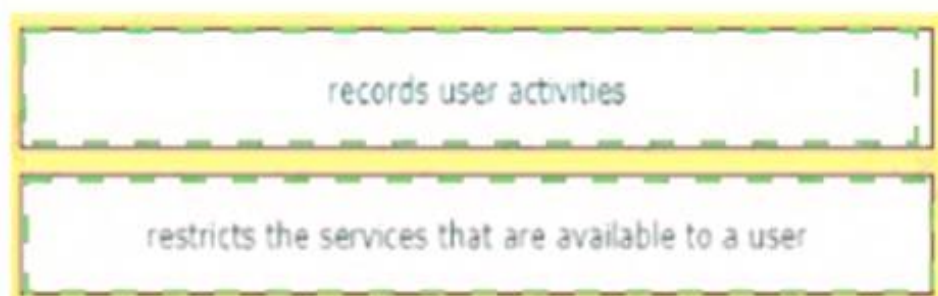 records user activities
restricts the services that are available to a user